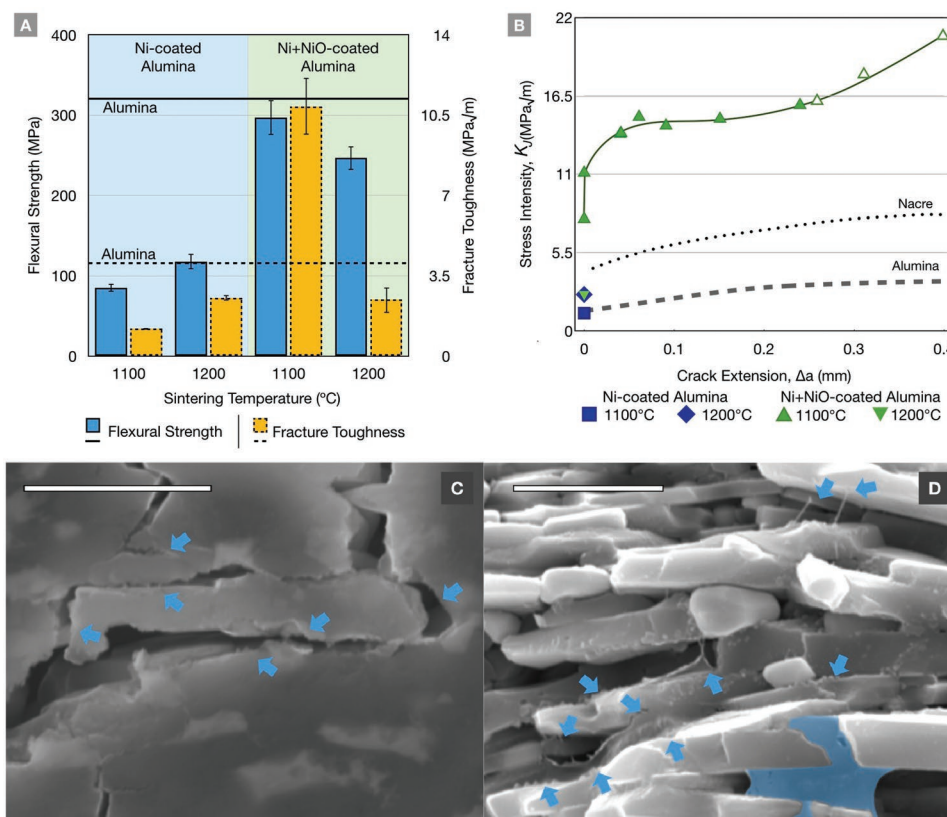 A
Flexural Strength (MPa)
400
300
200
100
0
Ni-coated
Alumina
Ni+NiO-coated
Alumina
Alumina
Alumina
14
10.5
7
3.5
0
Fracture Toughness (MPa√m)
1100 1200 1100 1200
Sintering Temperature (ºC)
Flexural Strength
Fracture Toughness
B
Stress Intensity, KJ(MPa√m)
22
16.5
11
5.5
0
Nacre
Alumina
0 0.1 0.2 0.3 0.4
Crack Extension, Δa (mm)
Ni-coated Alumina Ni+NiO-coated Alumina
1100°C 1200°C 1100°C 1200°C
C
D